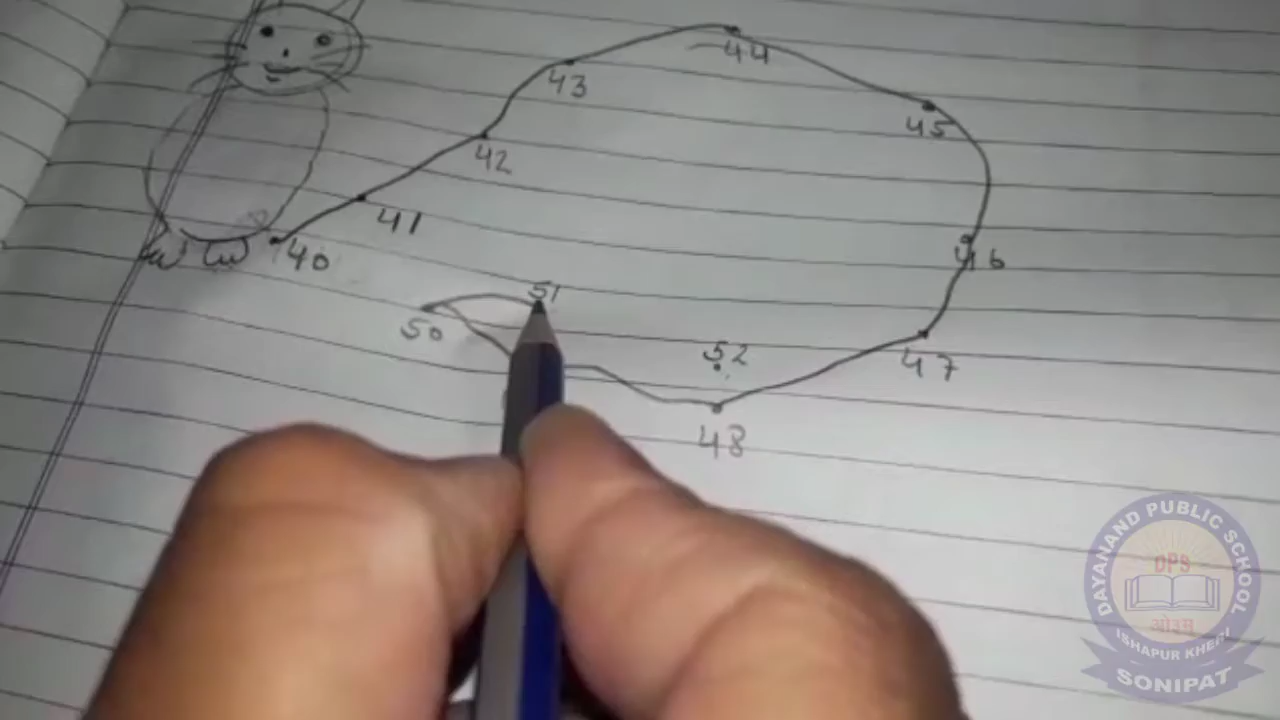 44
43
45
42
41
40
46
51
50
52
47
48
DAYANAND PUBLIC SCHOOL
DPS
ओ३म्
ISHAPUR KHERI
SONIPAT